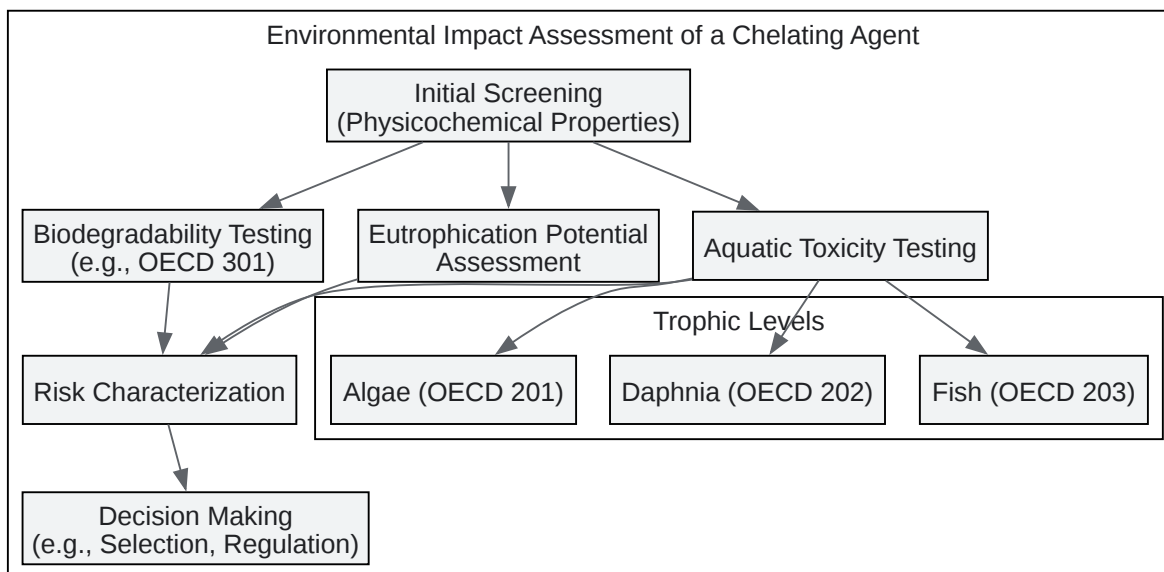 Environmental Impact Assessment of a Chelating Agent
Initial Screening
(Physicochemical Properties)
Biodegradability Testing
(e.g., OECD 301)
Eutrophication Potential
Assessment
Aquatic Toxicity Testing
Trophic Levels
Risk Characterization
Algae (OECD 201)
Daphnia (OECD 202)
Fish (OECD 203)
Decision Making
(e.g., Selection, Regulation)